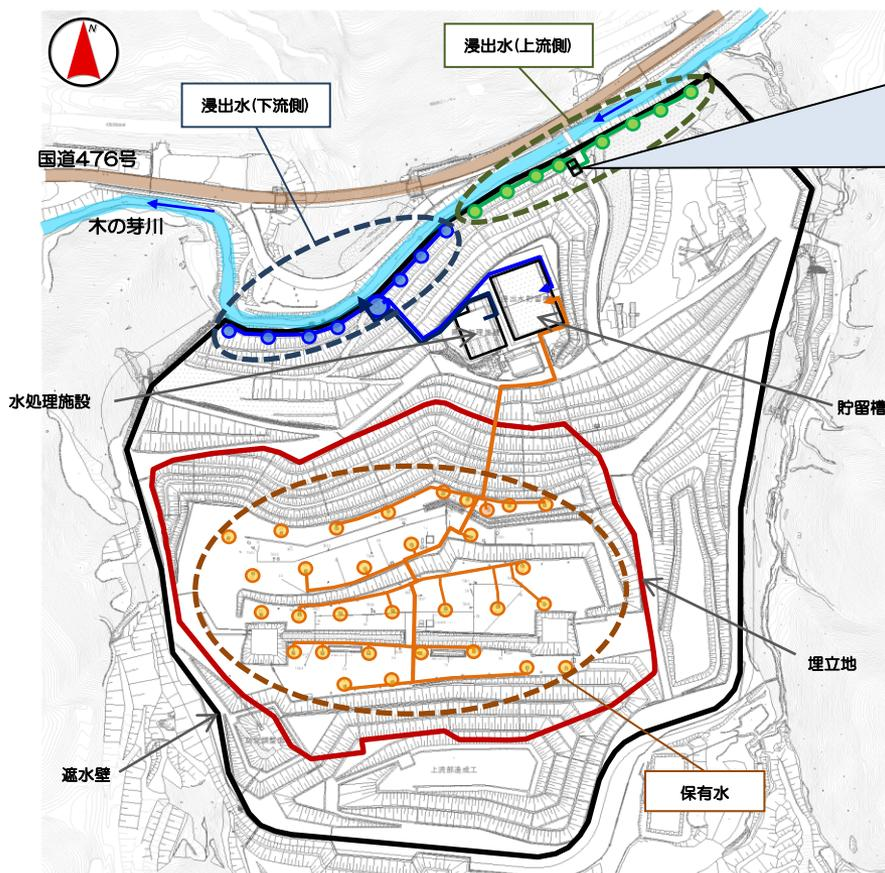 N
浸出水(上流側)
浸出水(下流側)
国道476号
木の芽川
水処理施設
貯留槽
埋立地
遮水壁
上流部造成工
保有水